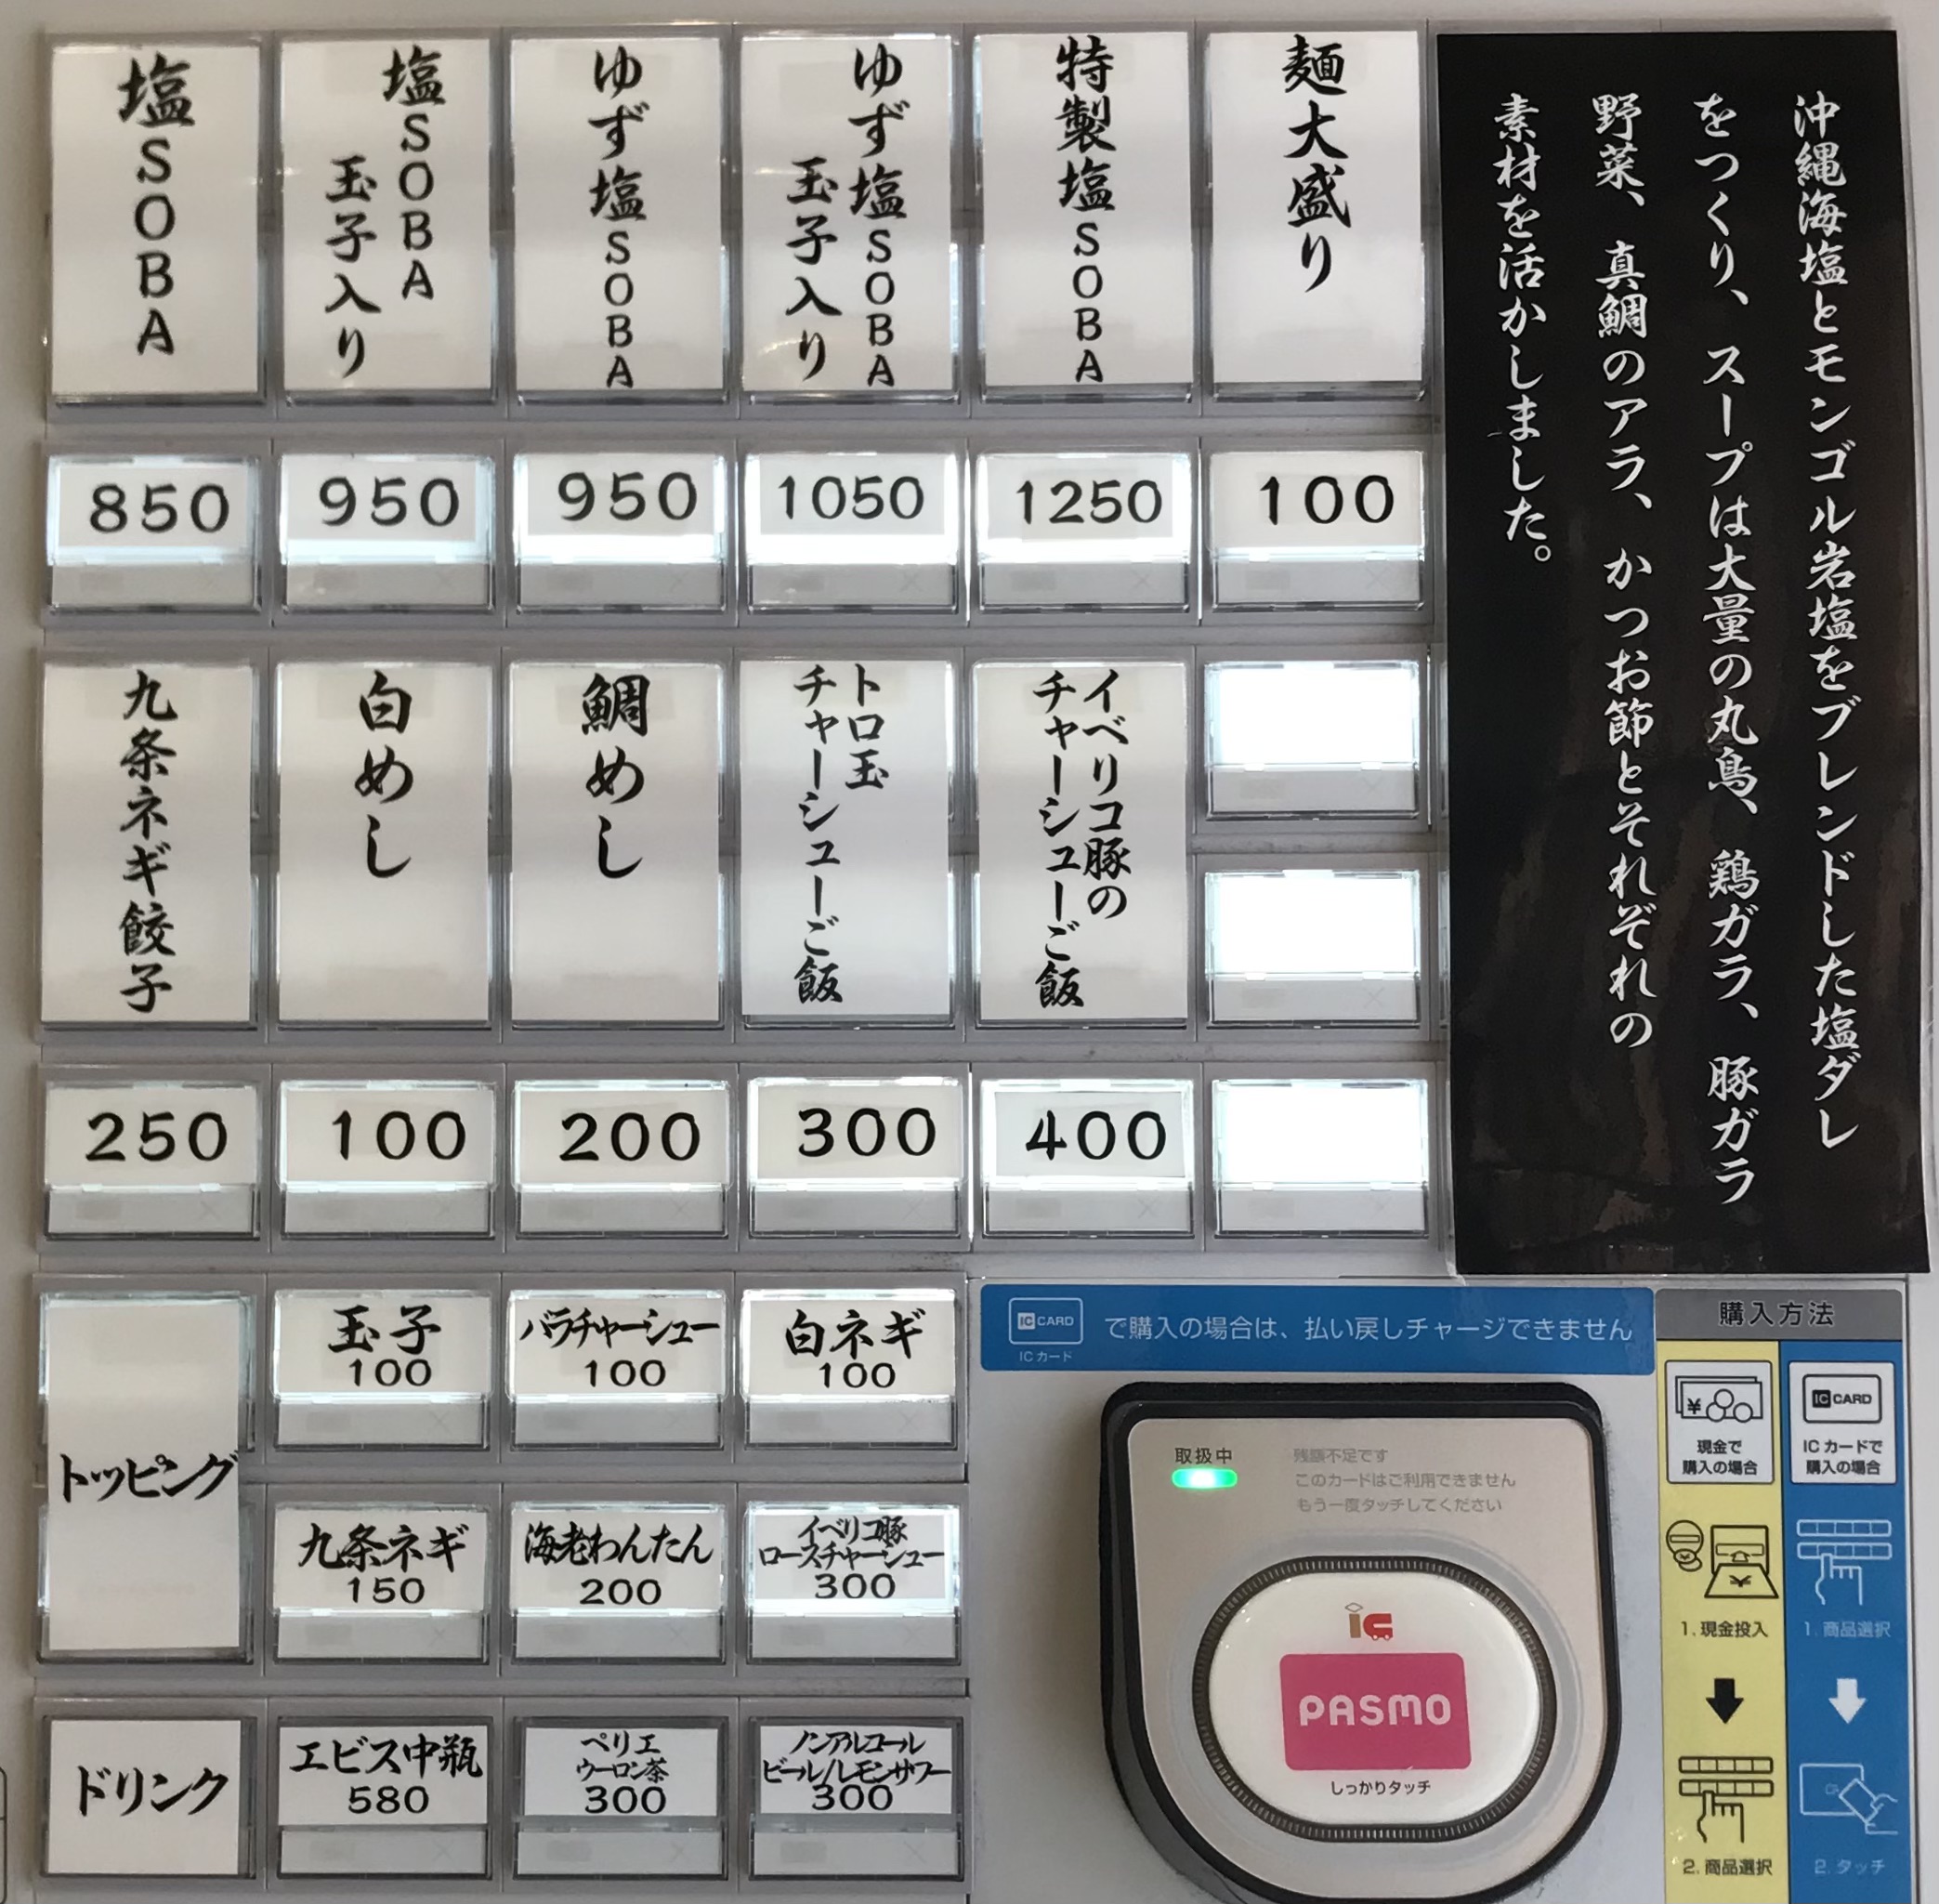 塩SOBA
塩SOBA
玉子入り
ゆず塩SOBA
ゆず塩SOBA
玉子入り
特製塩SOBA
麺大盛り
850
950
950
1050
1250
100
九条ネギ餃子
白めし
鯛めし
トロ玉
チャーシューご飯
イベリコ豚の
チャーシューご飯
250
100
200
300
400
トッピング
玉子
100
バラチャーシュー
100
白ネギ
100
九条ネギ
150
海老わんたん
200
イベリコ豚
ロースチャーシュー
300
ドリンク
エビス中瓶
580
ペリエ
ウーロン茶
300
ノンアルコール
ビール/レモンサワー
300
沖縄海塩とモンゴル岩塩をブレンドした塩ダレ
をつくり、スープは大量の丸鳥、鶏ガラ、豚ガラ
野菜、真鯛のアラ、かつお節とそれぞれの
素材を活かしました。
IC CARD
ICカード
で購入の場合は、払い戻しチャージできません
取扱中
残額不足です
このカードはご利用できません
もう一度タッチしてください
IC
PASMO
しっかりタッチ
購入方法
¥
現金で
購入の場合
1. 現金投入
2. 商品選択
IC CARD
ICカードで
購入の場合
1. 商品選択
2. タッチ